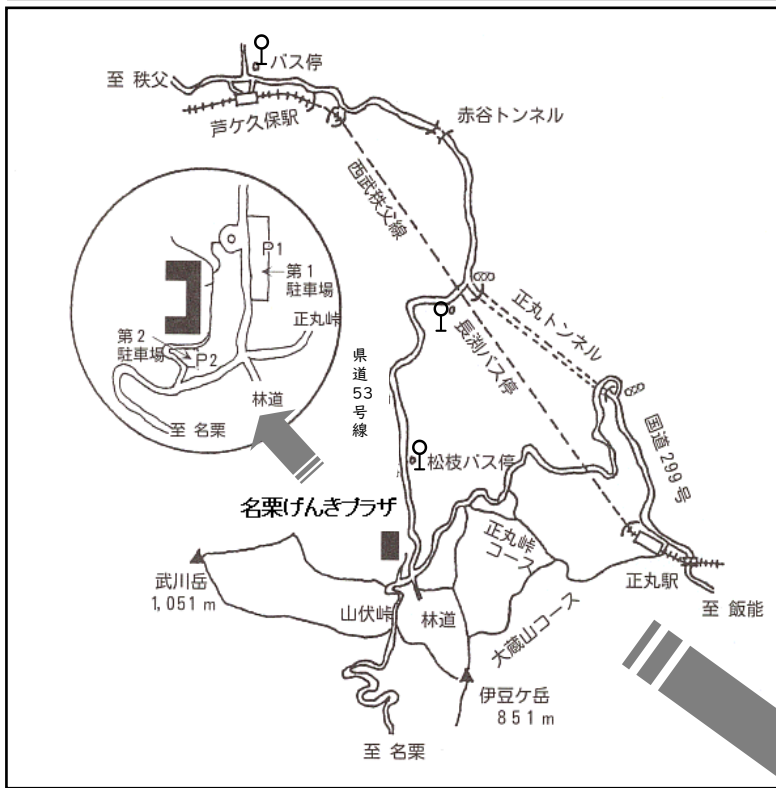 バス停
至 秩父
芦ケ久保駅
赤谷トンネル
西武秩父線
P1
第1
駐車場
正丸峠
第2
駐車場
P2
林道
至 名栗
正丸トンネル
長渕バス停
県道53号線
国道299号
松枝バス停
名栗げんきプラザ
正丸峠
コース
正丸駅
武川岳
1,051m
山伏峠
林道
大蔵山コース
至 飯能
伊豆ケ岳
851m
至 名栗